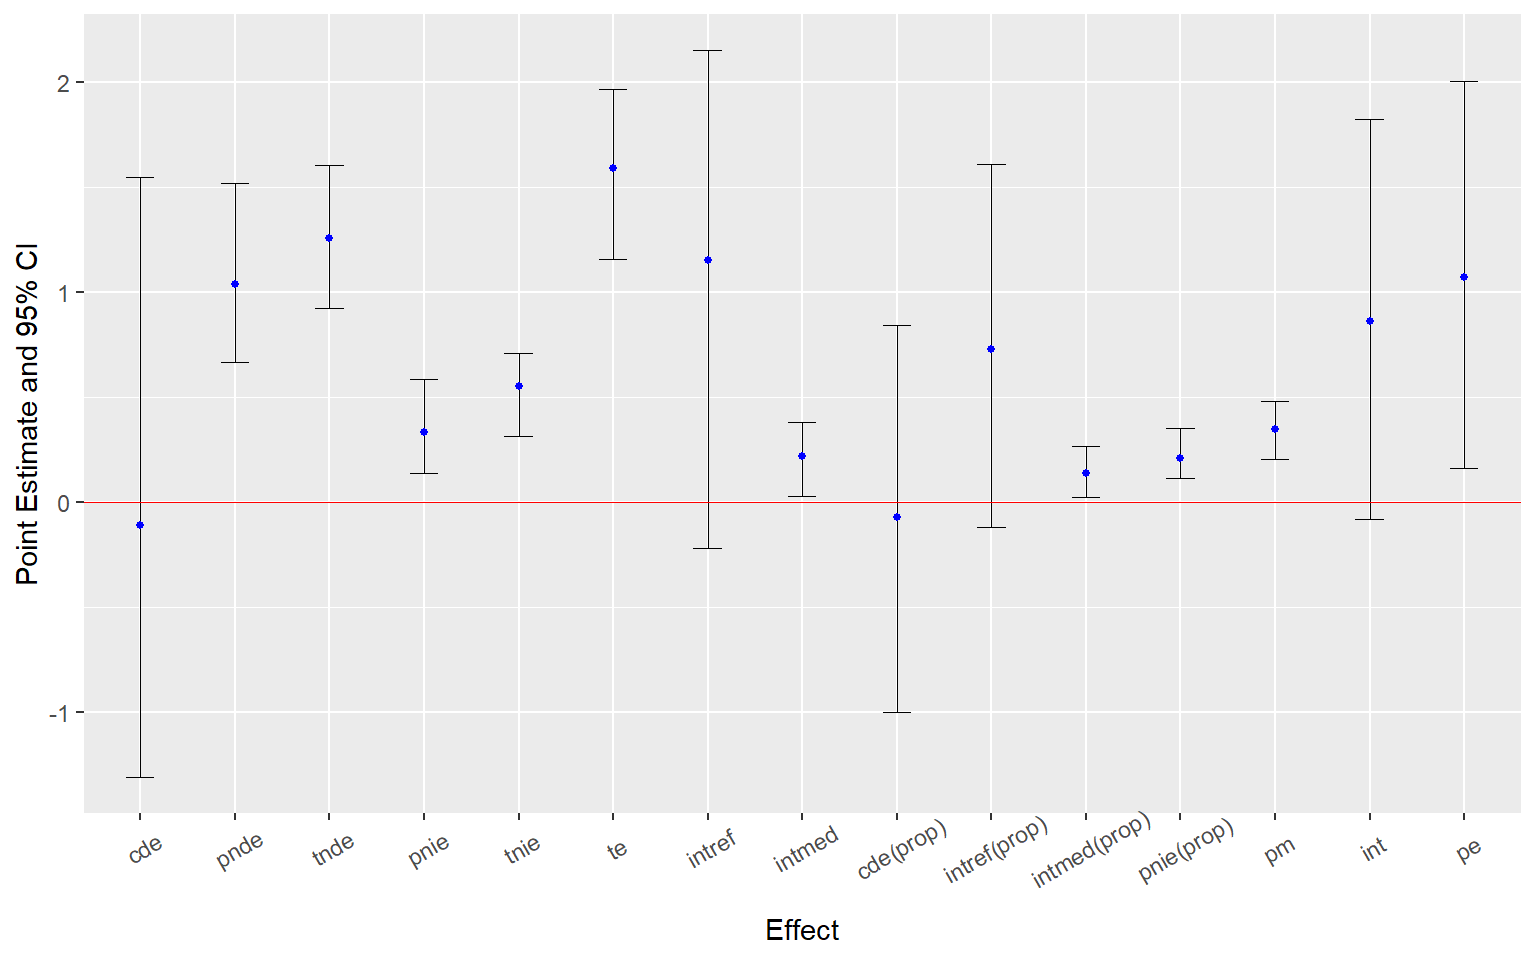 Point Estimate and 95% CI
2
1
0
-1
cde
pnde
tnde
pnie
tnie
te
intref
intmed
cde(prop)
intref(prop)
intmed(prop)
pnie(prop)
pm
int
pe
Effect